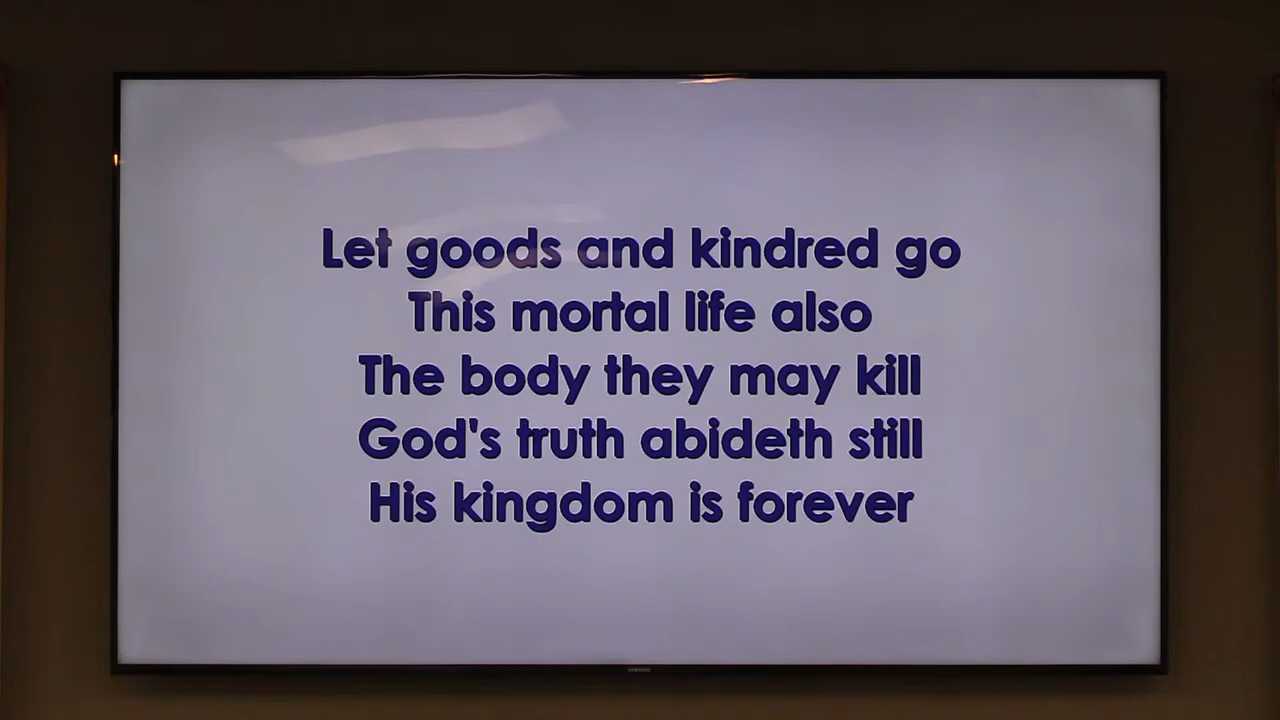 Let goods and kindred go
This mortal life also
The body they may kill
God's truth abideth still
His kingdom is forever
SAMSUNG